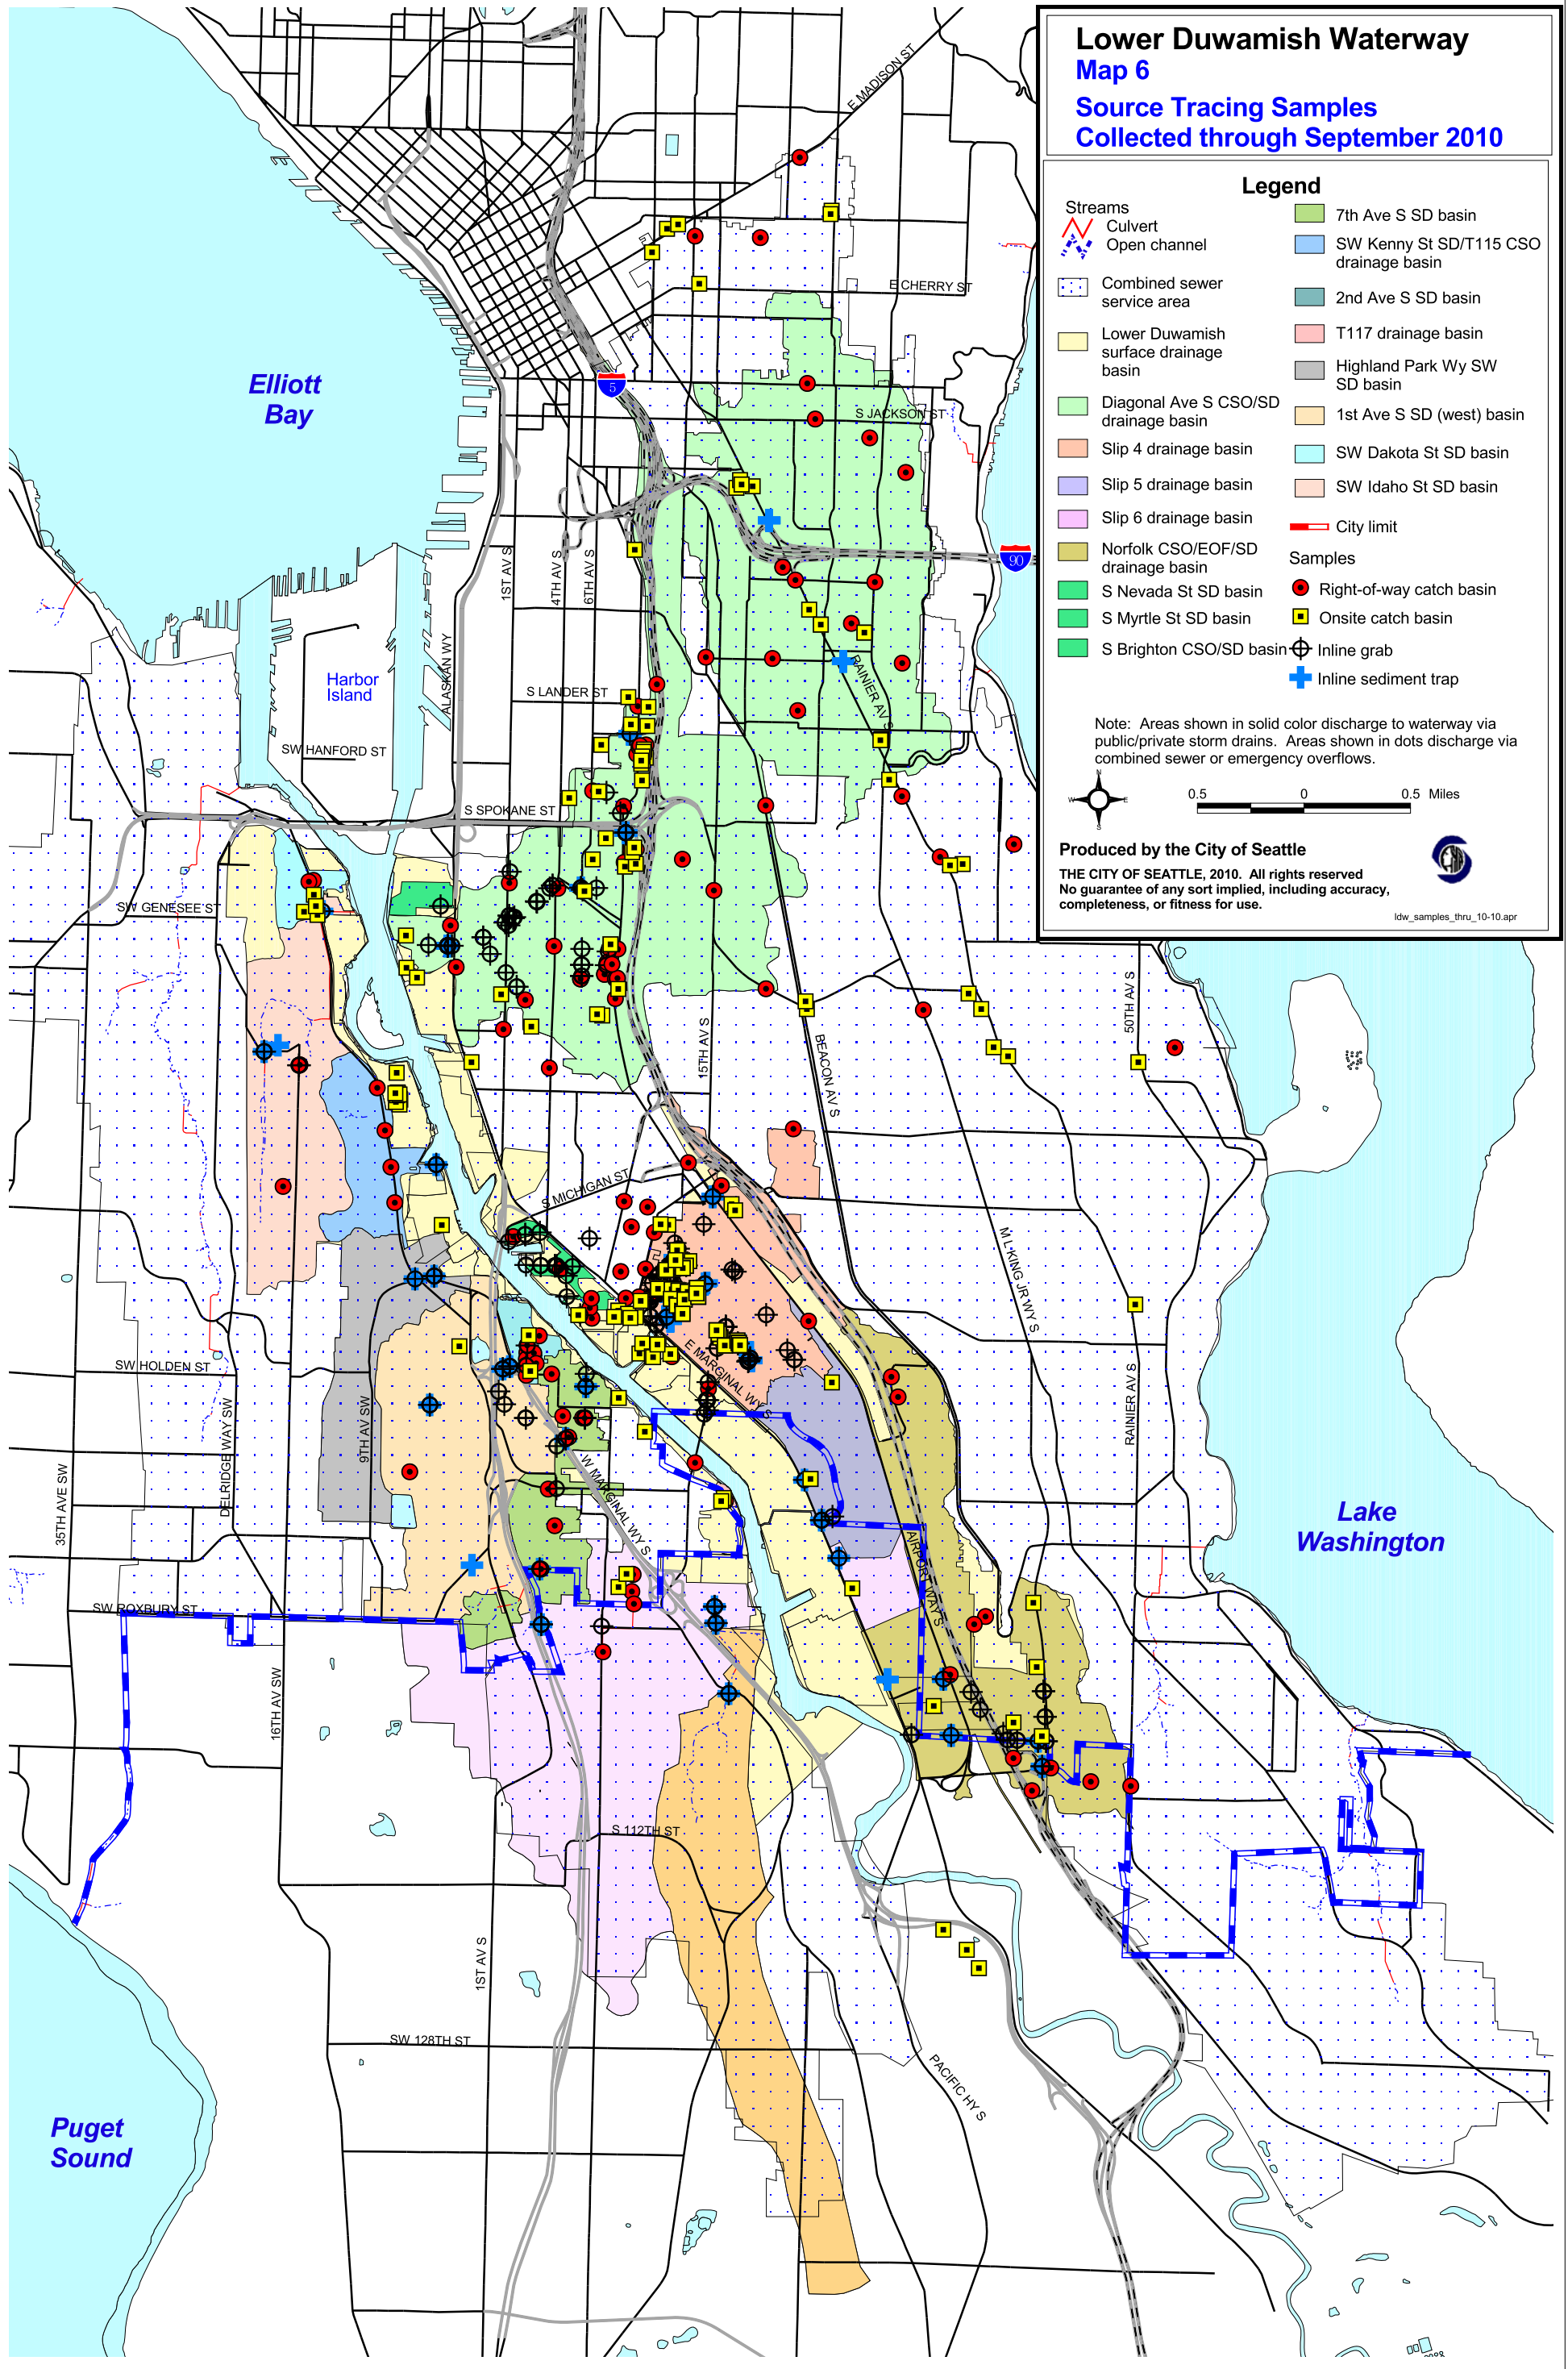 Lower Duwamish Waterway
Map 6
Source Tracing Samples
Collected through September 2010
Legend
Streams
Culvert
Open channel
Combined sewer
service area
Lower Duwamish
surface drainage
basin
Diagonal Ave S CSO/SD
drainage basin
Slip 4 drainage basin
Slip 5 drainage basin
Slip 6 drainage basin
Norfolk CSO/EOF/SD
drainage basin
S Nevada St SD basin
S Myrtle St SD basin
S Brighton CSO/SD basin
7th Ave S SD basin
SW Kenny St SD/T115 CSO
drainage basin
2nd Ave S SD basin
T117 drainage basin
Highland Park Wy SW
SD basin
1st Ave S SD (west) basin
SW Dakota St SD basin
SW Idaho St SD basin
City limit
Samples
Right-of-way catch basin
Onsite catch basin
Inline grab
Inline sediment trap
Note: Areas shown in solid color discharge to waterway via
public/private storm drains. Areas shown in dots discharge via
combined sewer or emergency overflows.
N
W
E
S
0.5
0
0.5 Miles
Produced by the City of Seattle
THE CITY OF SEATTLE, 2010. All rights reserved
No guarantee of any sort implied, including accuracy,
completeness, or fitness for use.
ldw_samples_thru_10-10.apr
E MADISON ST
E CHERRY ST
Elliott
Bay
5
S JACKSON ST
90
1ST AV S
4TH AV S
6TH AV S
ALASKAN WY
Harbor
Island
S LANDER ST
RAINIER AV S
SW HANFORD ST
S SPOKANE ST
SW GENESEE ST
15TH AV S
BEACON AV S
50TH AV S
S MICHIGAN ST
M L KING JR WY S
E MARGINAL WY S
SW HOLDEN ST
DELRIDGE WAY SW
9TH AV SW
35TH AVE SW
RAINIER AV S
W MARGINAL WY S
AIRPORT WAY S
Lake
Washington
SW ROXBURY ST
16TH AV SW
S 112TH ST
1ST AV S
SW 128TH ST
PACIFIC HY S
Puget
Sound